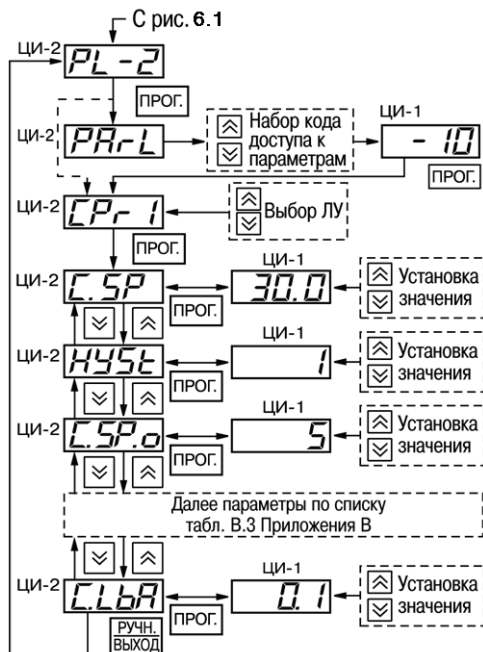 С рис. 6.1
ЦИ-2 PL-2
ПРОГ.
ЦИ-2 PArL
Набор кода доступа к параметрам
ЦИ-1
- 10
ПРОГ.
ЦИ-2 CPr 1
Выбор ЛУ
ПРОГ.
ЦИ-2 C.SP
ПРОГ.
ЦИ-1
30.0
Установка
значения
ЦИ-2 HYSt
ПРОГ.
ЦИ-1
1
Установка
значения
ЦИ-2 C.SP.o
ПРОГ.
ЦИ-1
5
Установка
значения
Далее параметры по списку
табл. В.3 Приложения В
ЦИ-2 C.LbA
ПРОГ.
ЦИ-1
0.1
Установка
значения
РУЧН.
ВЫХОД